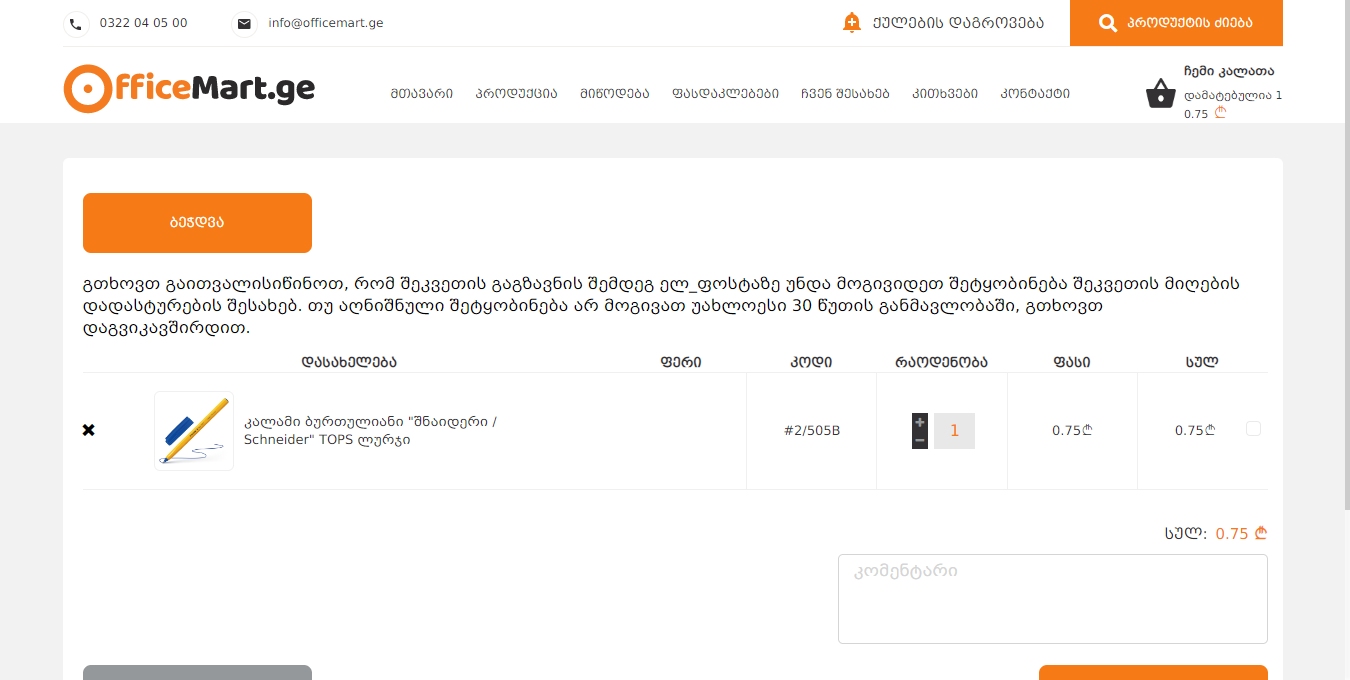 0322 04 05 00
info@officemart.ge
ქულების დაგროვება
პროდუქტის ძიება
OfficeMart.ge
მთავარი
პროდუქცია
მიწოდება
ფასდაკლებები
ჩვენ შესახებ
კითხვები
კონტაქტი
ჩემი კალათა
დამატებულია 1
0.75 ₾
ბეჭდვა
გთხოვთ გაითვალისიწინოთ, რომ შეკვეთის გაგზავნის შემდეგ ელ_ფოსტაზე უნდა მოგივიდეთ შეტყობინება შეკვეთის მიღების
დადასტურების შესახებ. თუ აღნიშნული შეტყობინება არ მოგივათ უახლოესი 30 წუთის განმავლობაში, გთხოვთ
დაგვიკავშირდით.
დასახელება ფერი კოდი რაოდენობა ფასი სულ
კალამი ბურთულიანი "შნაიდერი /
Schneider" TOPS ლურჯი
#2/505B
1
0.75₾
0.75₾
სულ: 0.75 ₾
კომენტარი